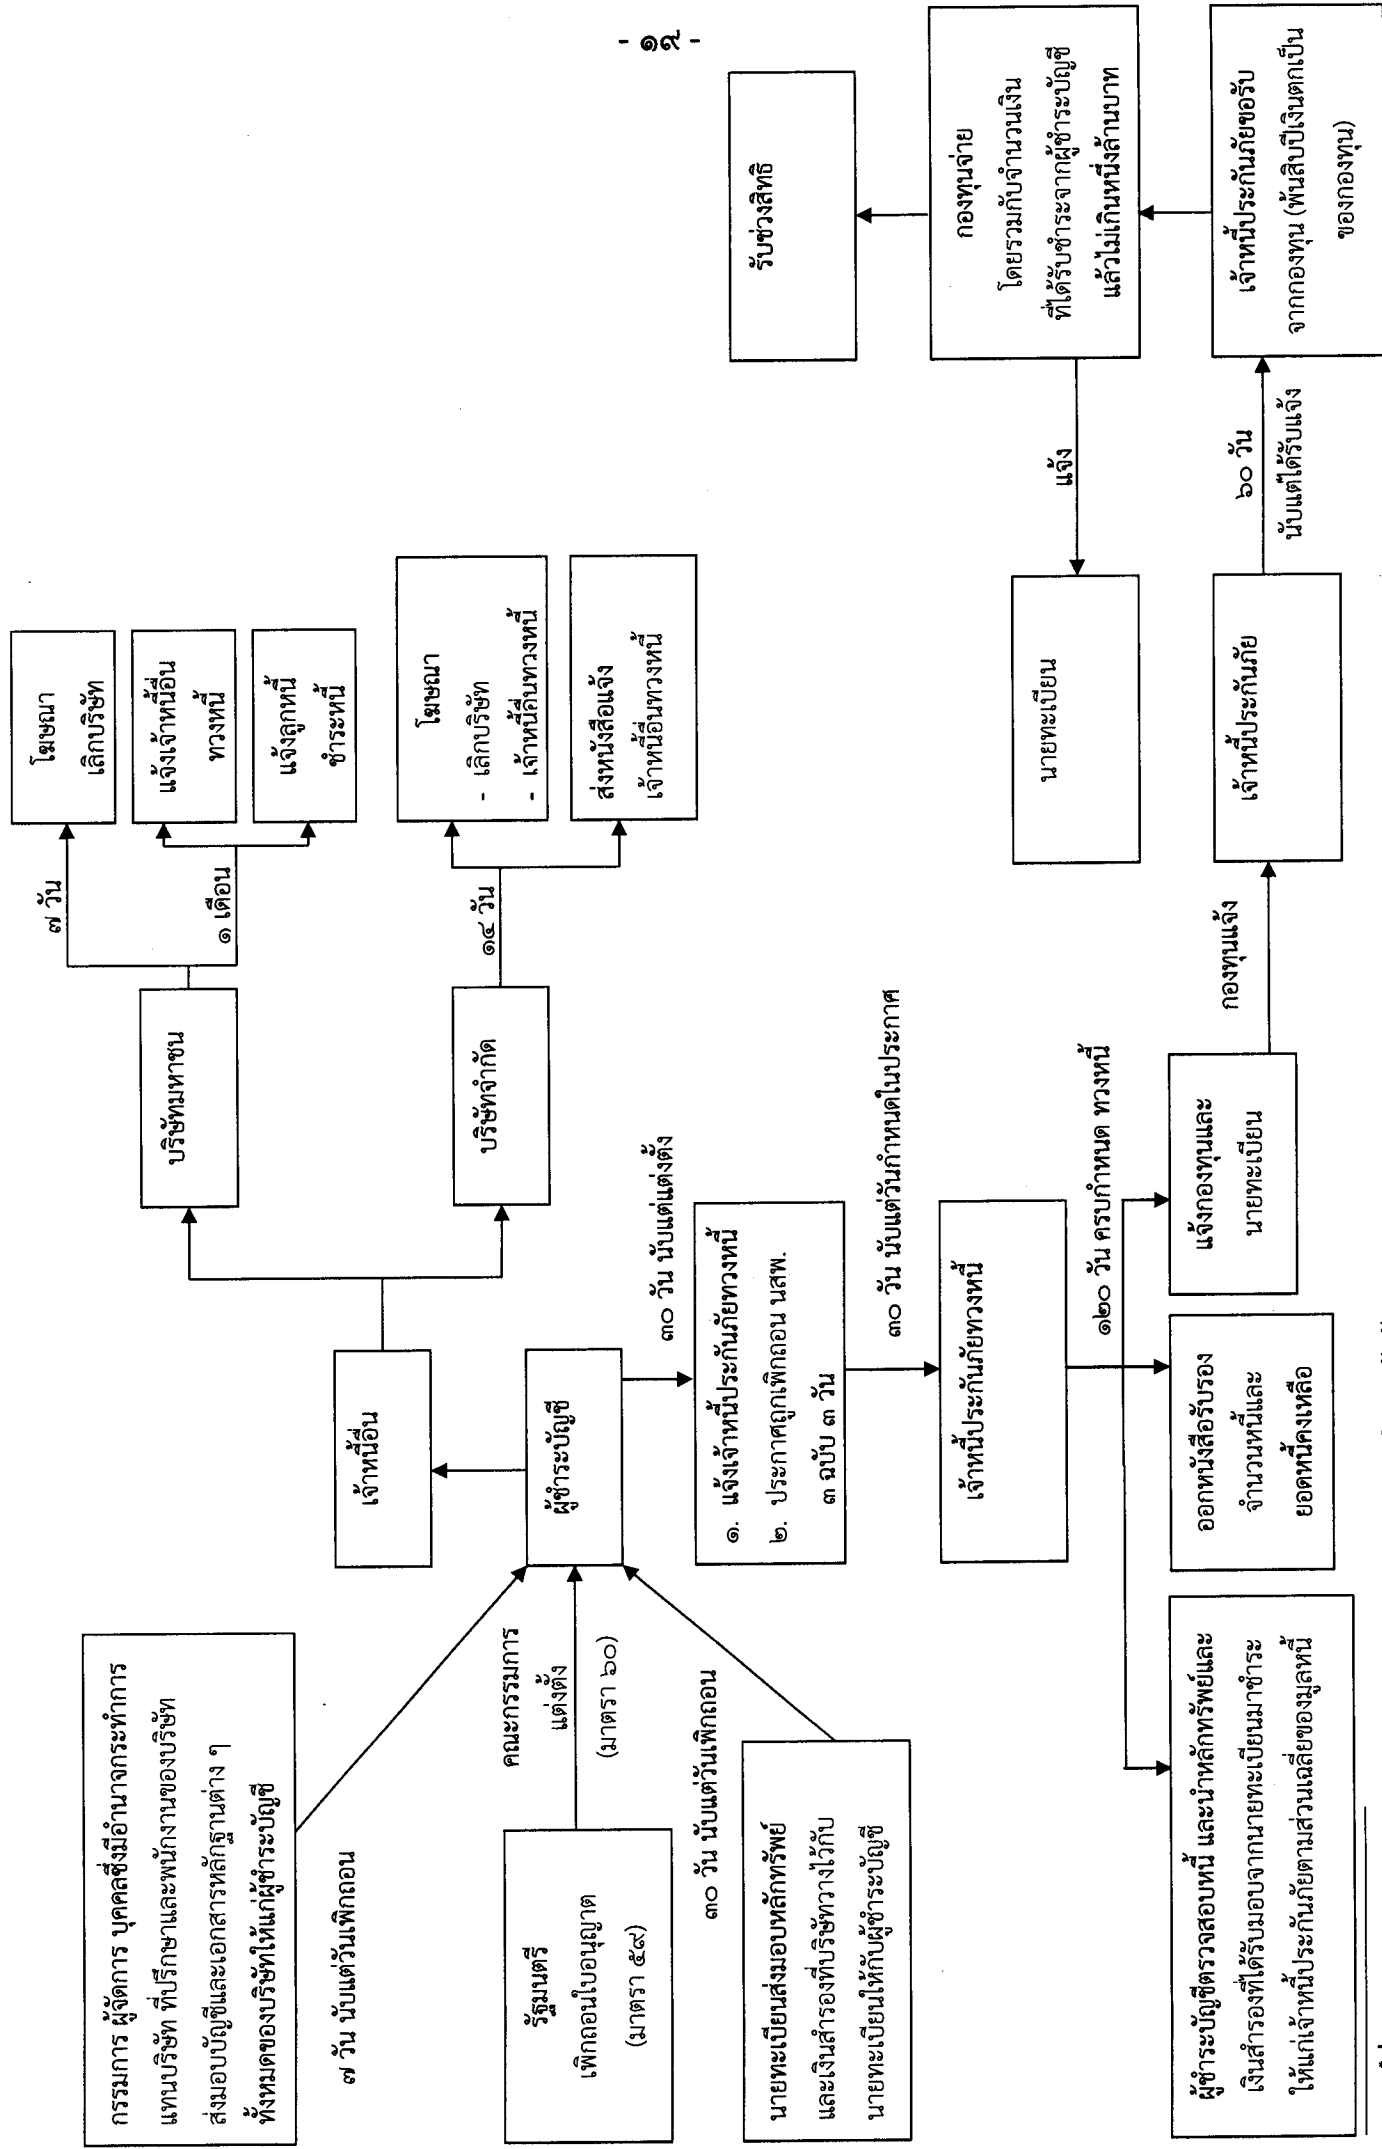 - ๑๙ -
กรรมการ ผู้จัดการ บุคคลซึ่งมีอำนาจกระทำการ
แทนบริษัท ที่ปรึกษาและพนักงานของบริษัท
ส่งมอบบัญชีและเอกสารหลักฐานต่าง ๆ
ทั้งหมดของบริษัทให้แก่ผู้ชำระบัญชี
๗ วัน นับแต่วันเพิกถอน
รัฐมนตรี
เพิกถอนใบอนุญาต
(มาตรา ๕๙)
คณะกรรมการ
แต่งตั้ง
(มาตรา ๖๐)
๓๐ วัน นับแต่วันเพิกถอน
นายทะเบียนส่งมอบหลักทรัพย์
และเงินสำรองที่บริษัทวางไว้กับ
นายทะเบียนให้กับผู้ชำระบัญชี
ผู้ชำระบัญชี
เจ้าหนี้อื่น
บริษัทมหาชน
๗ วัน
โฆษณา
เลิกบริษัท
๑ เดือน
แจ้งเจ้าหนี้อื่น
ทวงหนี้
แจ้งลูกหนี้
ชำระหนี้
บริษัทจำกัด
๑๔ วัน
โฆษณา
- เลิกบริษัท
- เจ้าหนี้อื่นทวงหนี้
ส่งหนังสือแจ้ง
เจ้าหนี้อื่นทวงหนี้
๓๐ วัน นับแต่แต่งตั้ง
๑. แจ้งเจ้าหนี้ประกันภัยทวงหนี้
๒. ประกาศถูกเพิกถอน นสพ.
๓ ฉบับ ๓ วัน
๓๐ วัน นับแต่วันกำหนดในประกาศ
เจ้าหนี้ประกันภัยทวงหนี้
๑๒๐ วัน ครบกำหนด ทวงหนี้
ผู้ชำระบัญชีตรวจสอบหนี้ และนำหลักทรัพย์และ
เงินสำรองที่ได้รับมอบจากนายทะเบียนมาชำระ
ให้แก่เจ้าหนี้ประกันภัยตามส่วนเฉลี่ยของมูลหนี้
ออกหนังสือรับรอง
จำนวนหนี้และ
ยอดหนี้คงเหลือ
แจ้งกองทุนและ
นายทะเบียน
กองทุนแจ้ง
เจ้าหนี้ประกันภัย
๖๐ วัน
นับแต่ได้รับแจ้ง
เจ้าหนี้ประกันภัยขอรับ
จากกองทุน (พ้นสิบปีเงินตกเป็น
ของกองทุน)
กองทุนจ่าย
โดยรวมกับจำนวนเงิน
ที่ได้รับชำระจากผู้ชำระบัญชี
แล้วไม่เกินหนึ่งล้านบาท
แจ้ง
นายทะเบียน
รับช่วงสิทธิ